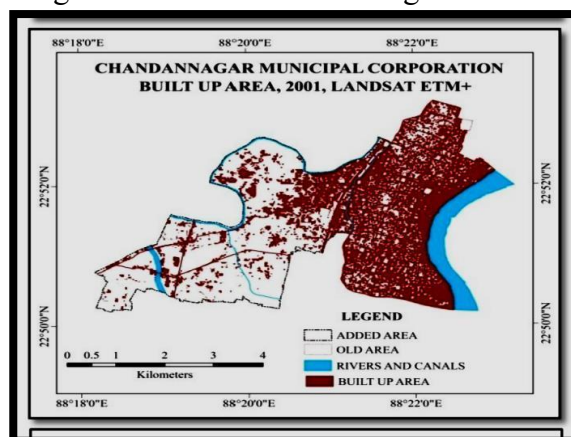 88°18'0"E 88°20'0"E 88°22'0"E
CHANDANNAGAR MUNICIPAL CORPORATION
BUILT UP AREA, 2001, LANDSAT ETM+
22°52'0"N 22°52'0"N
22°50'0"N 22°50'0"N
LEGEND
ADDED AREA
OLD AREA
RIVERS AND CANALS
BUILT UP AREA
0 0.5 1 2 3 4
Kilometers
88°18'0"E 88°20'0"E 88°22'0"E